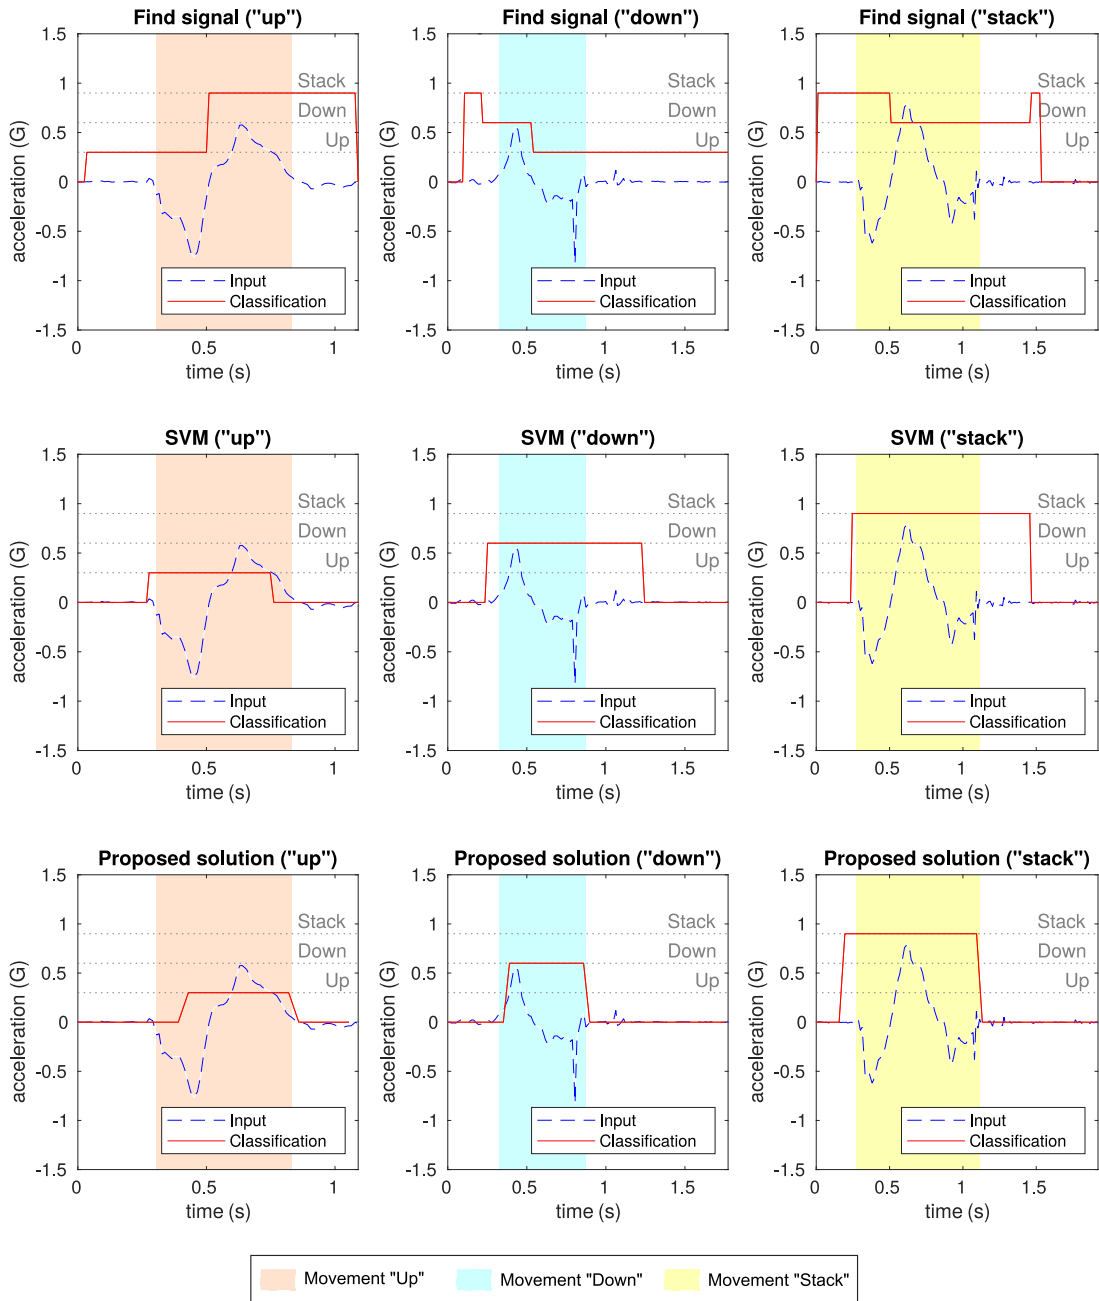 Find signal ("up")
1.5
1
0.5
0
-0.5
-1
-1.5
acceleration (G)
Stack
Down
Up
Input
Classification
0
0.5
1
time (s)
Find signal ("down")
1.5
1
0.5
0
-0.5
-1
-1.5
acceleration (G)
Stack
Down
Up
Input
Classification
0
0.5
1
1.5
time (s)
Find signal ("stack")
1.5
1
0.5
0
-0.5
-1
-1.5
acceleration (G)
Stack
Down
Up
Input
Classification
0
0.5
1
1.5
time (s)
SVM ("up")
1.5
1
0.5
0
-0.5
-1
-1.5
acceleration (G)
Stack
Down
Up
Input
Classification
0
0.5
1
time (s)
SVM ("down")
1.5
1
0.5
0
-0.5
-1
-1.5
acceleration (G)
Stack
Down
Up
Input
Classification
0
0.5
1
1.5
time (s)
SVM ("stack")
1.5
1
0.5
0
-0.5
-1
-1.5
acceleration (G)
Stack
Down
Up
Input
Classification
0
0.5
1
1.5
time (s)
Proposed solution ("up")
1.5
1
0.5
0
-0.5
-1
-1.5
acceleration (G)
Stack
Down
Up
Input
Classification
0
0.5
1
time (s)
Proposed solution ("down")
1.5
1
0.5
0
-0.5
-1
-1.5
acceleration (G)
Stack
Down
Up
Input
Classification
0
0.5
1
1.5
time (s)
Proposed solution ("stack")
1.5
1
0.5
0
-0.5
-1
-1.5
acceleration (G)
Stack
Down
Up
Input
Classification
0
0.5
1
1.5
time (s)
Movement "Up"
Movement "Down"
Movement "Stack"